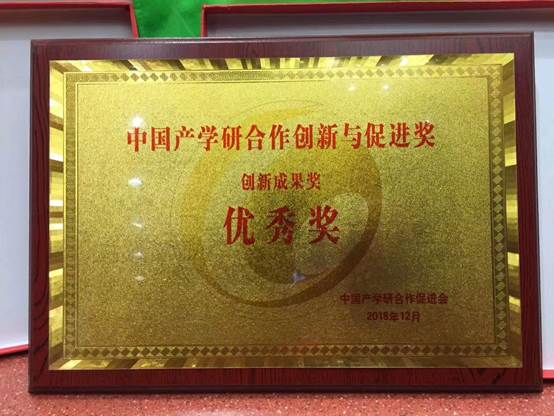 中国产学研合作创新与促进奖
创新成果奖
优秀奖
中国产学研合作促进会
2018年12月